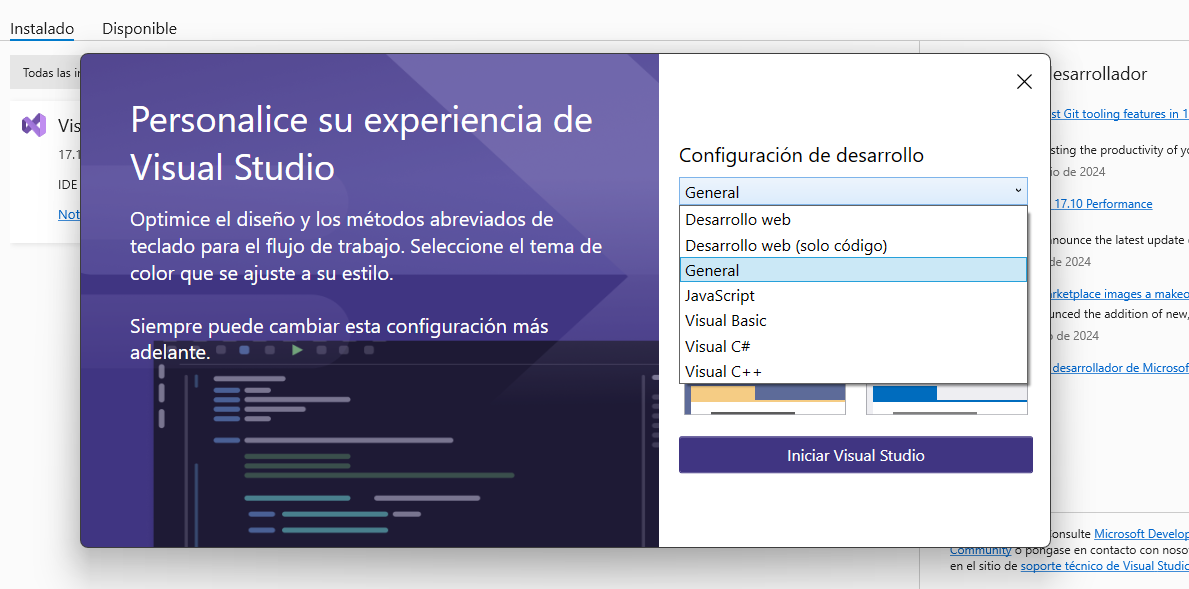 Instalado
Disponible
Todas las
Personalice su experiencia de
Visual Studio
Optimice el diseño y los métodos abreviados de
teclado para el flujo de trabajo. Seleccione el tema de
color que se ajuste a su estilo.
Siempre puede cambiar esta configuración más
adelante.
Configuración de desarrollo
General
Desarrollo web
Desarrollo web (solo código)
General
JavaScript
Visual Basic
Visual C#
Visual C++
Iniciar Visual Studio
Vis
17.1
IDE
Not
esarrollador
st Git tooling features in 1
sting the productivity of yo
io de 2024
17.10 Performance
nounce the latest update
de 2024
rketplace images a makeo
unced the addition of new,
o de 2024
desarrollador de Microsof
onsulte Microsoft Develop
Community o póngase en contacto con noso
en el sitio de soporte técnico de Visual Studio